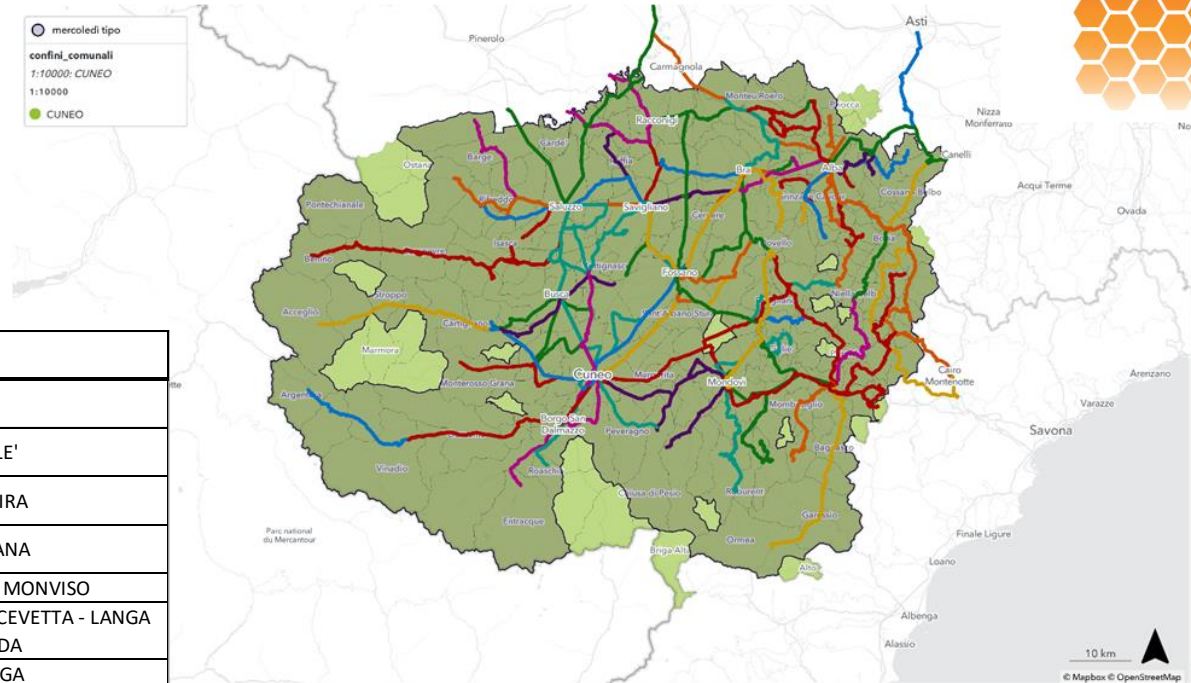 mercoledì tipo
confini_comunali
1:10000: CUNEO
1:10000
CUNEO
Asti
Pinerolo
Carmagnola
Monteu Roero
Nizza
Monferrato
Racconigi
Canelli
Barge
Ostana
Bra
Alba
Acqui Terme
Cossano Belbo
Ovada
Pontechianale
Saluzzo
Savigliano
Cervere
Isasca
Bellino
Fossano
Stroppo
Busca
Acceglio
Cartignano
Marmora
Cuneo
Monterosso Grana
Mondovì
Cairo
Montenotte
Arenzano
Varazze
Borgo San
Dalmazzo
Peveragno
Savona
Vinadio
Roaschia
Chiusa di Pesio
Entracque
Garessio
Ormea
Parc national
du Mercantour
Finale Ligure
Briga Alta
Alto
Loano
Albenga
Alassio
10 km
© Mapbox © OpenStreetMap
LE'
IRA
ANA
MONVISO
CEVETTA - LANGA
DA
GA